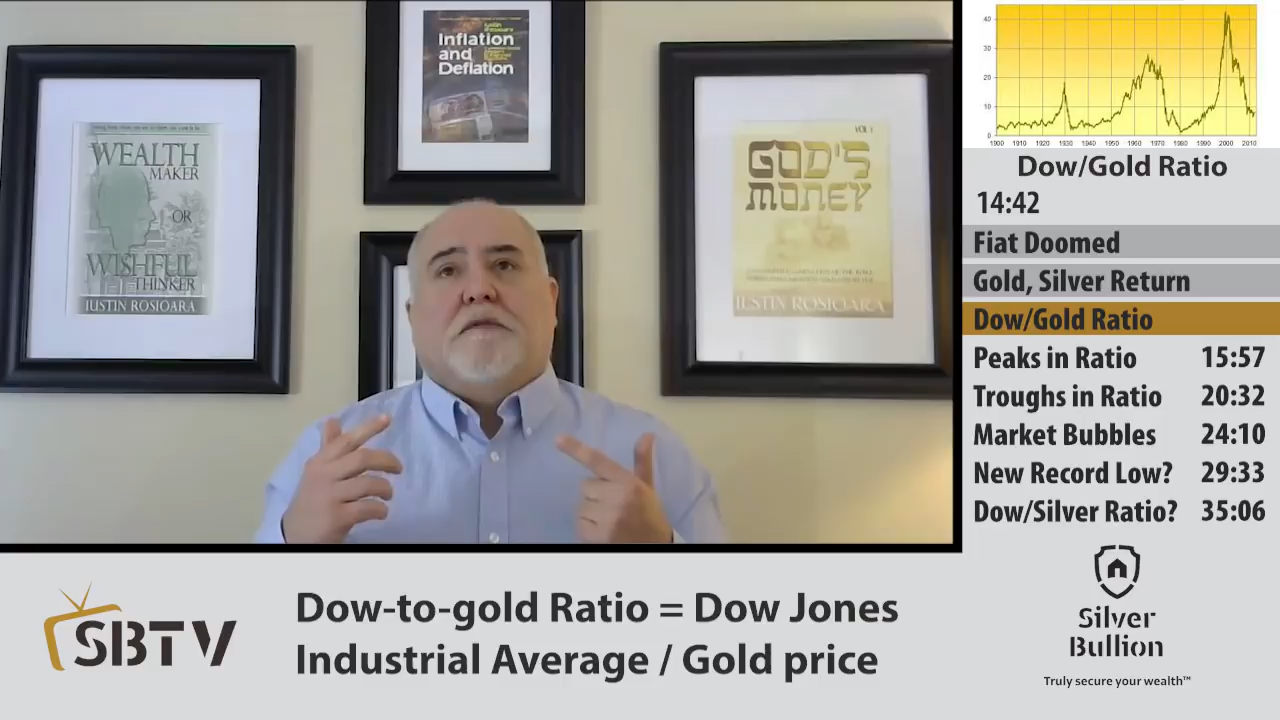 Inflation
and
Deflation
WEALTH
MAKER
OR
WISHFUL
THINKER
VOL 1
GOD'S
MONEY
40
30
20
10
0
1900 1910 1920 1930 1940 1950 1960 1970 1980 1990 2000 2010
Dow/Gold Ratio
14:42
Fiat Doomed
Gold, Silver Return
Dow/Gold Ratio
Peaks in Ratio 15:57
Troughs in Ratio 20:32
Market Bubbles 24:10
New Record Low? 29:33
Dow/Silver Ratio? 35:06
SBTV
Dow-to-gold Ratio = Dow Jones
Industrial Average / Gold price
Silver
Bullion
Truly secure your wealth™